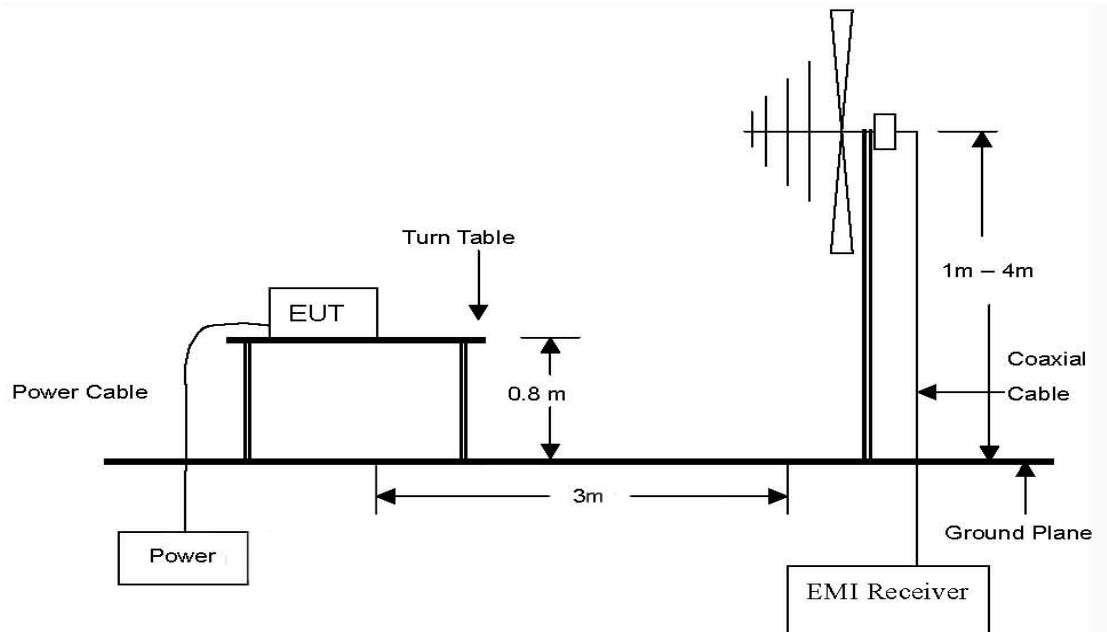 Turn Table
1m – 4m
EUT
Coaxial
Cable
Power Cable
0.8 m
3m
Ground Plane
Power
EMI Receiver